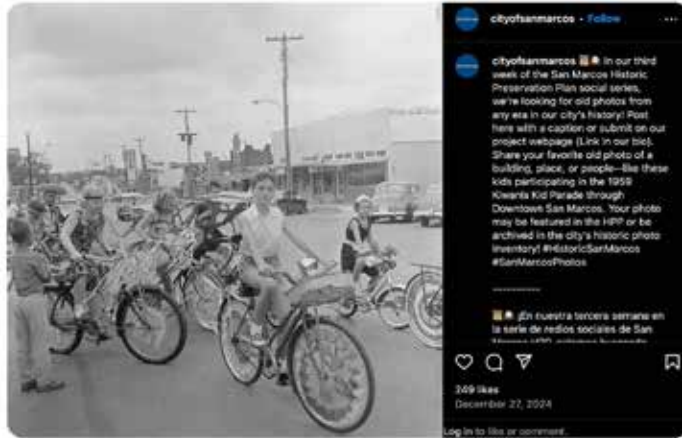 cityofsanmarcos • Follow
cityofsanmarcos In our third
week of the San Marcos Historic
Preservation Plan social series,
we're looking for old photos from
any era in our city's history! Post
here with a caption or submit on our
project webpage (Link in our bio).
Share your favorite old photo of a
building, place, or people—like these
kids participating in the 1959
Kiwanis Kid Parade through
Downtown San Marcos. Your photo
may be featured in the HPP or be
archived in the city's historic photo
inventory! #HistoricSanMarcos
#SanMarcosPhotos
------------
¡En nuestra tercera semana en
la serie de redios sociales de San
249 likes
December 27, 2024
Log in to like or comment.